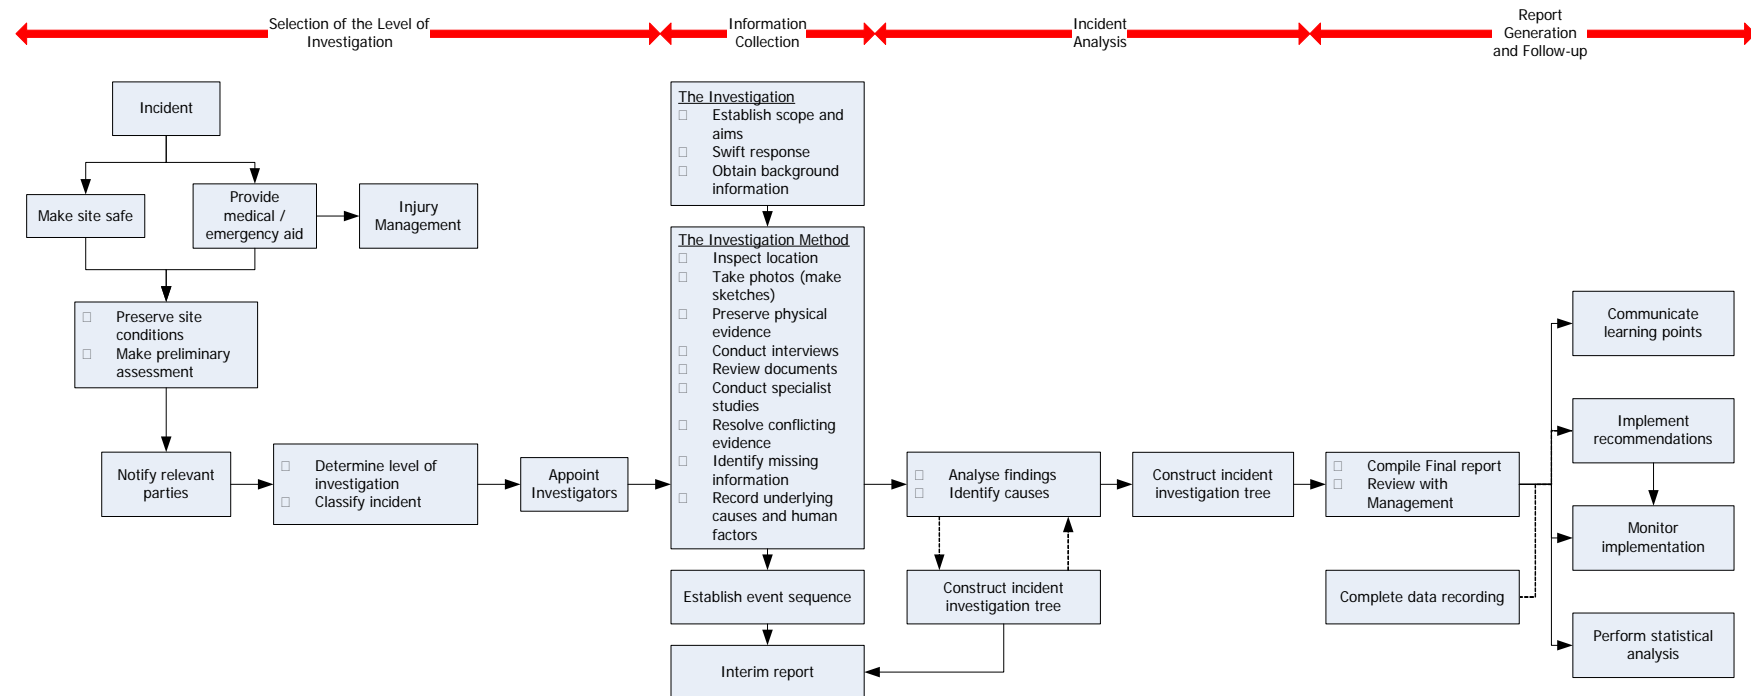 Selection of the Level of
Investigation
Information
Collection
Incident
Analysis
Report
Generation
and Follow-up
Incident
Make site safe
Provide
medical /
emergency aid
Injury
Management
Preserve site
conditions
Make preliminary
assessment
Notify relevant
parties
Determine level of
investigation
Classify incident
Appoint
Investigators
The Investigation
Establish scope and
aims
Swift response
Obtain background
information
The Investigation Method
Inspect location
Take photos (make
sketches)
Preserve physical
evidence
Conduct interviews
Review documents
Conduct specialist
studies
Resolve conflicting
evidence
Identify missing
information
Record underlying
causes and human
factors
Establish event sequence
Interim report
Analyse findings
Identify causes
Construct incident
investigation tree
Construct incident
investigation tree
Compile Final report
Review with
Management
Complete data recording
Communicate
learning points
Implement
recommendations
Monitor
implementation
Perform statistical
analysis